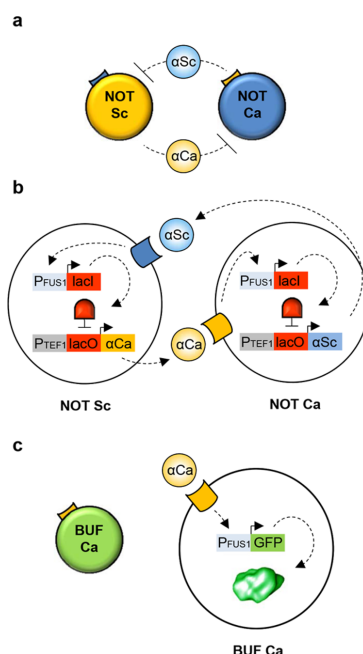 a
αSc
NOT
Sc
NOT
Ca
αCa
b
αSc
PFUS1 lacI
PFUS1 lacI
PTEF1 lacO αCa
αCa
PTEF1 lacO αSc
NOT Sc
NOT Ca
c
αCa
BUF
Ca
PFUS1 GFP
BUF Ca